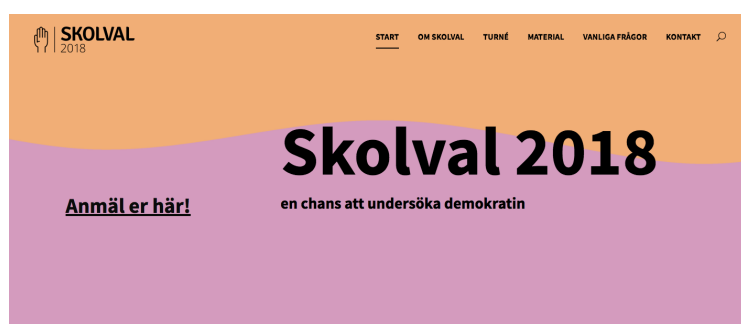 SKOLVAL
2018
START OM SKOLVAL TURNÉ MATERIAL VANLIGA FRÅGOR KONTAKT
Skolval 2018
Anmäl er här!
en chans att undersöka demokratin